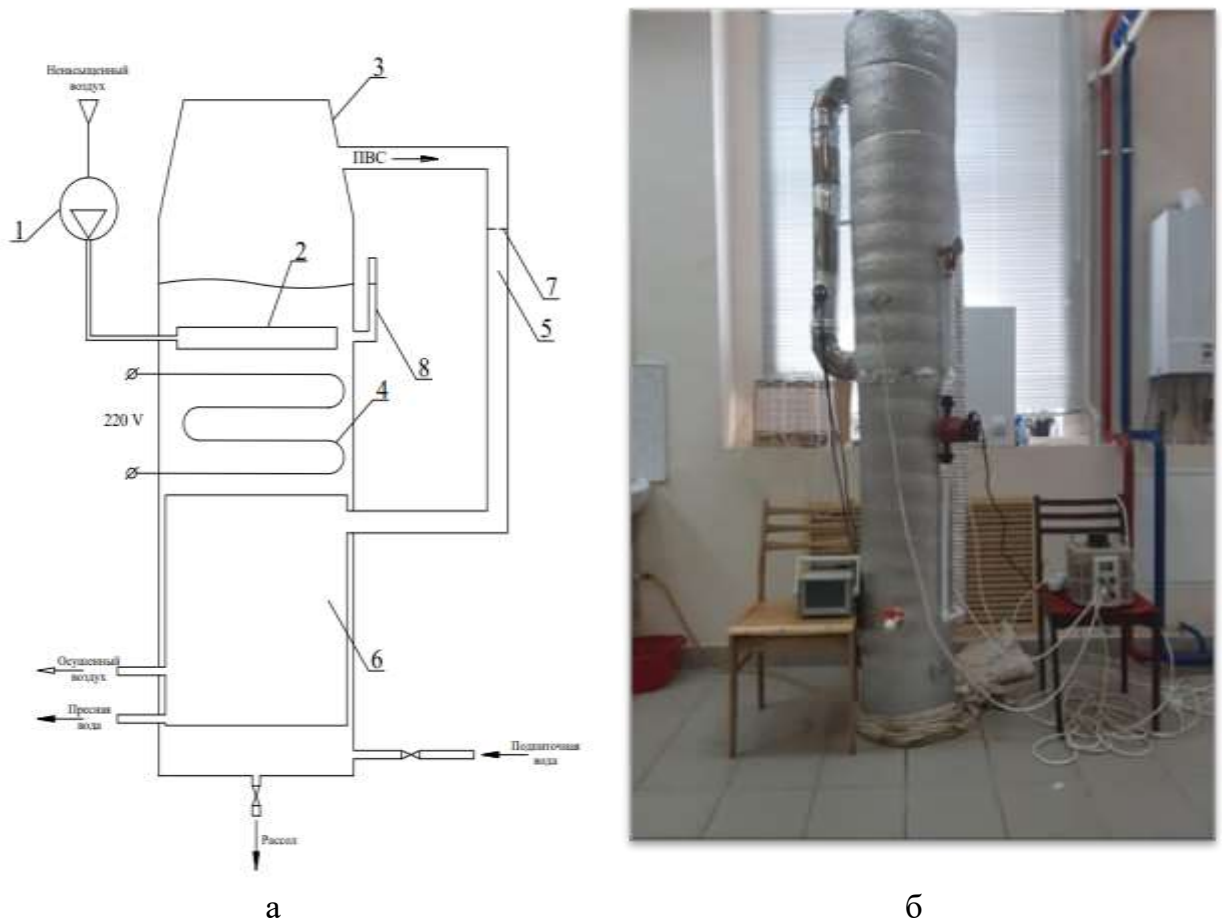 Ненасыщенный
воздух
3
ПВС
1
2
7
5
8
4
220 V
6
Осушенный
воздух
Пресная
вода
Подпиточная
вода
Рассол
а
б